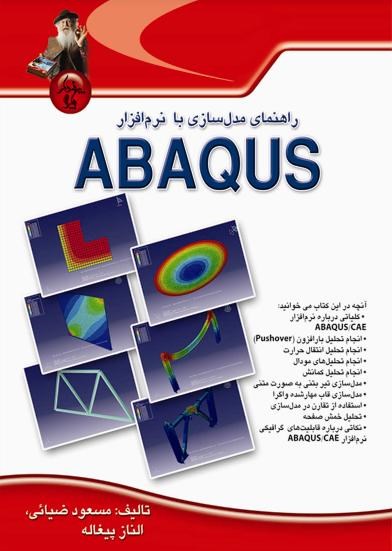 راهنمای مدل‌سازی با نرم‌افزار
ABAQUS
آنچه در این کتاب می خوانید:
• کلیاتی درباره نرم‌افزار
ABAQUS/CAE
• انجام تحلیل بارافزون (Pushover)
• انجام تحلیل انتقال حرارت
• انجام تحلیل‌های مودال
• انجام تحلیل کمانش
• مدل‌سازی تیر بتنی به صورت متنی
• مدل‌سازی قاب مهارشده واگرا
• استفاده از تقارن در مدل‌سازی
• تحلیل خمش صفحه
• نکاتی درباره قابلیت‌های گرافیکی
نرم‌افزار ABAQUS/CAE
تالیف: مسعود ضیائی،
الناز پیغاله